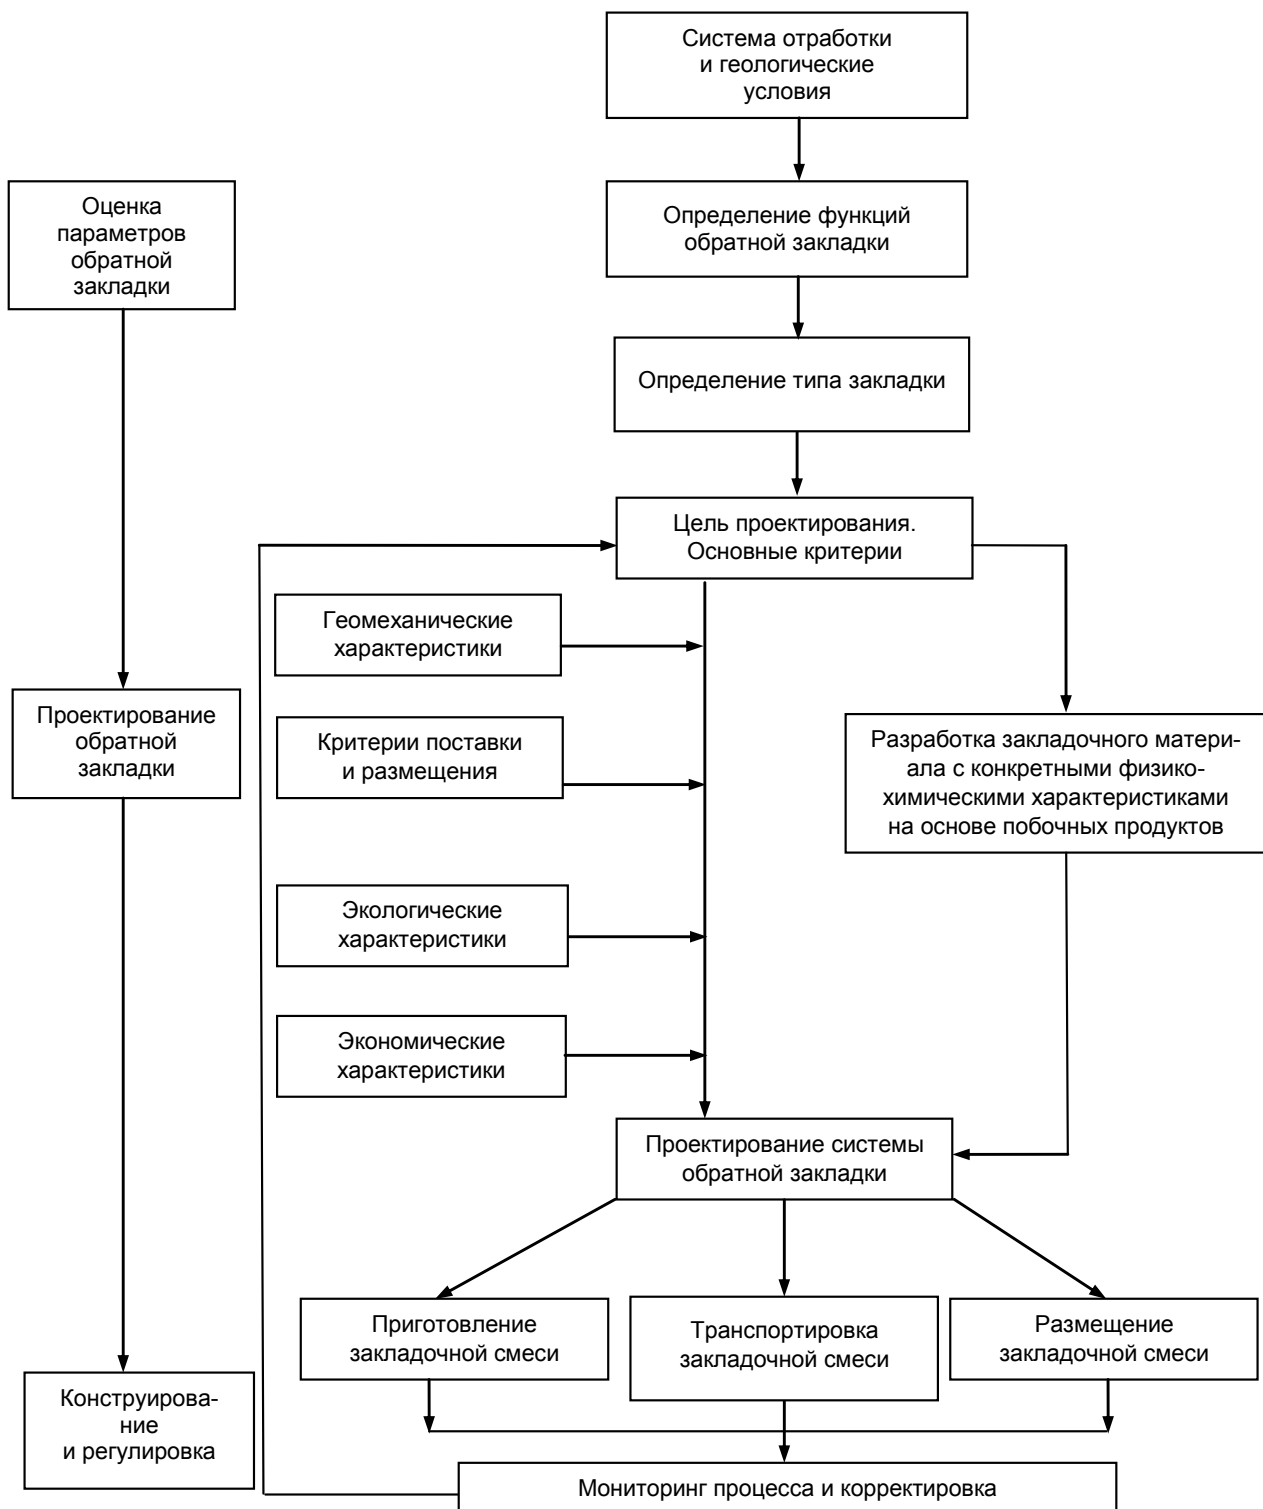 Система отработки
и геологические
условия
Оценка
параметров
обратной
закладки
Определение функций
обратной закладки
Определение типа закладки
Цель проектирования.
Основные критерии
Геомеханические
характеристики
Проектирование
обратной
закладки
Критерии поставки
и размещения
Разработка закладочного матери-
ала с конкретными физико-
химическими характеристиками
на основе побочных продуктов
Экологические
характеристики
Экономические
характеристики
Проектирование системы
обратной закладки
Приготовление
закладочной смеси
Транспортировка
закладочной смеси
Размещение
закладочной смеси
Конструирова-
ние
и регулировка
Мониторинг процесса и корректировка